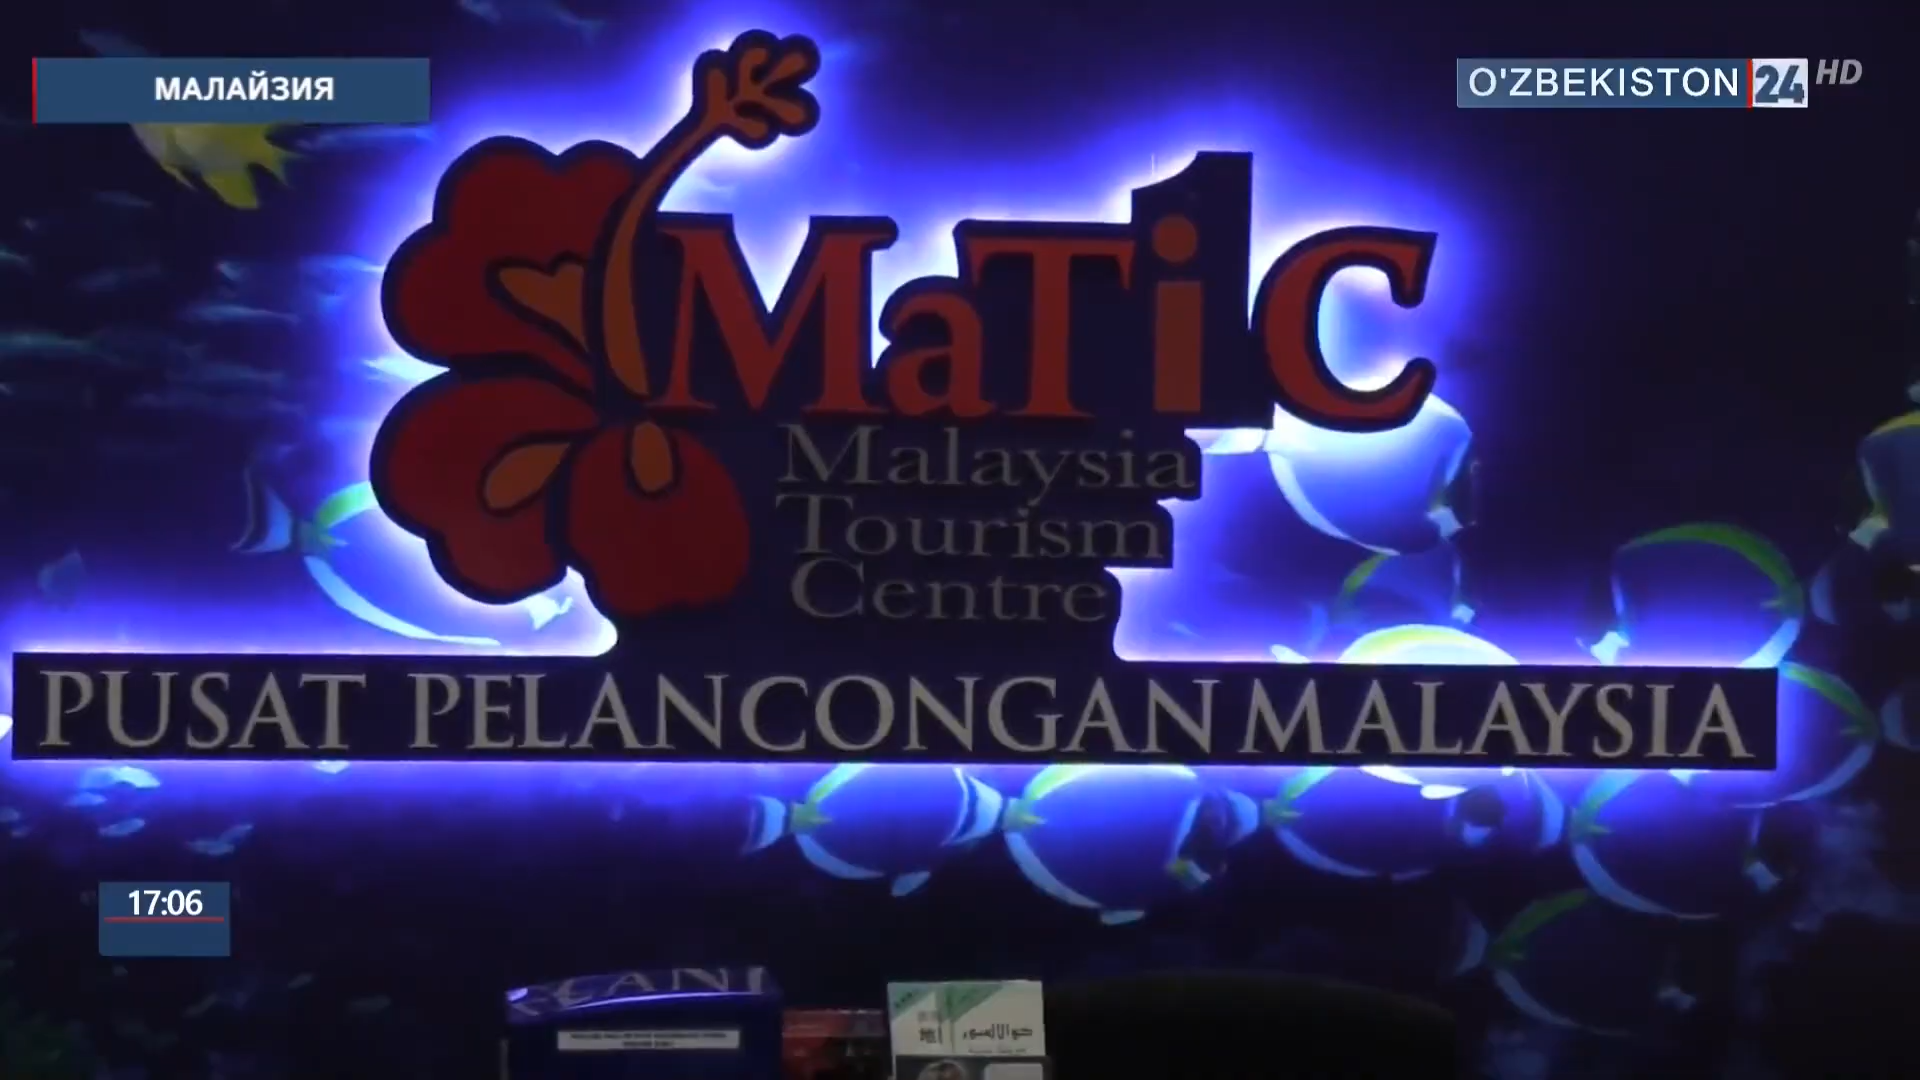 МАЛАЙЗИЯ
O'ZBEKISTON 24 HD
MaTiC
Malaysia
Tourism
Centre
PUSAT PELANCONGAN MALAYSIA
17:06